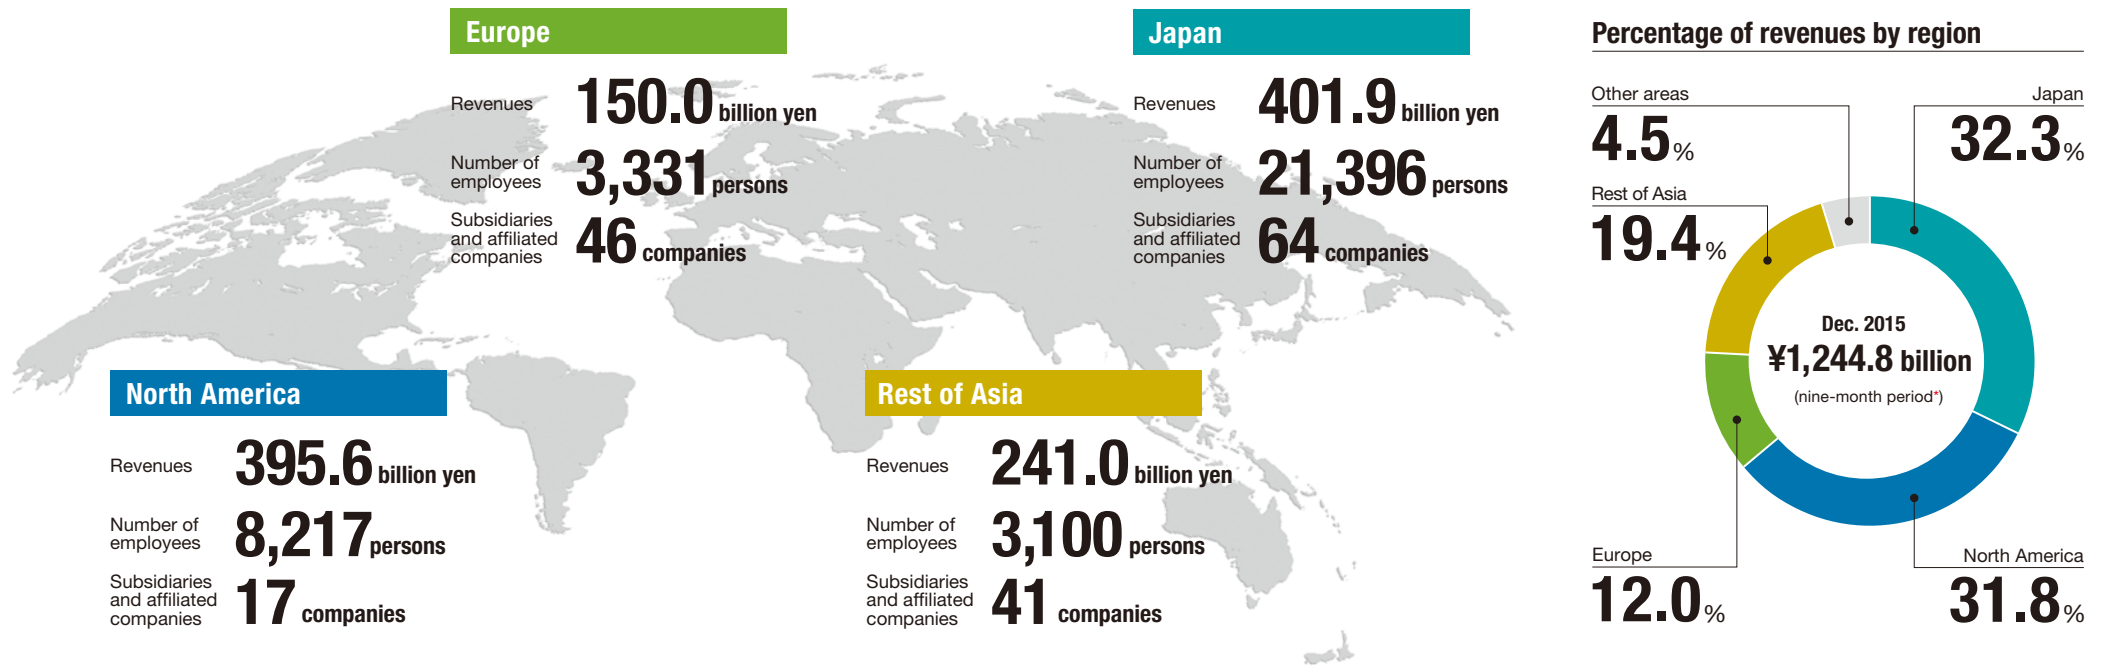 Europe
Revenues 150.0 billion yen
Number of
employees 3,331 persons
Subsidiaries
and affiliated
companies 46 companies
Japan
Revenues 401.9 billion yen
Number of
employees 21,396 persons
Subsidiaries
and affiliated
companies 64 companies
North America
Revenues 395.6 billion yen
Number of
employees 8,217 persons
Subsidiaries
and affiliated
companies 17 companies
Rest of Asia
Revenues 241.0 billion yen
Number of
employees 3,100 persons
Subsidiaries
and affiliated
companies 41 companies
Percentage of revenues by region
Other areas
4.5%
Japan
32.3%
Rest of Asia
19.4%
Dec. 2015
¥1,244.8 billion
(nine-month period*)
Europe
12.0%
North America
31.8%